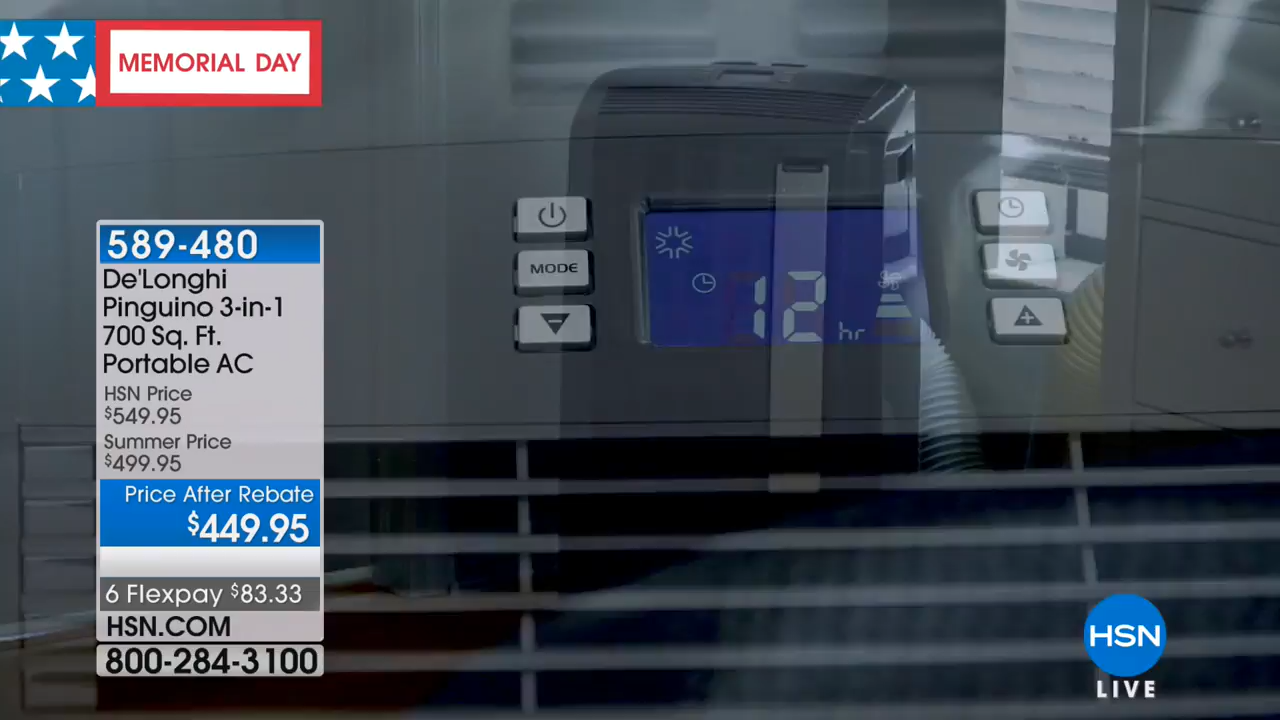 MEMORIAL DAY
589-480
De'Longhi
Pinguino 3-in-1
700 Sq. Ft.
Portable AC
HSN Price
$549.95
Summer Price
$499.95
Price After Rebate
$449.95
6 Flexpay $83.33
HSN.COM
800-284-3100
MODE
12 hr
HSN
LIVE